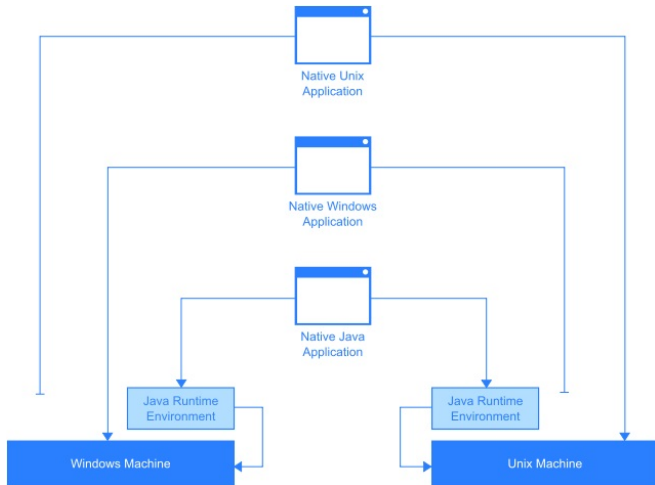 Native Unix
Application
Native Windows
Application
Native Java
Application
Java Runtime
Environment
Java Runtime
Environment
Windows Machine
Unix Machine